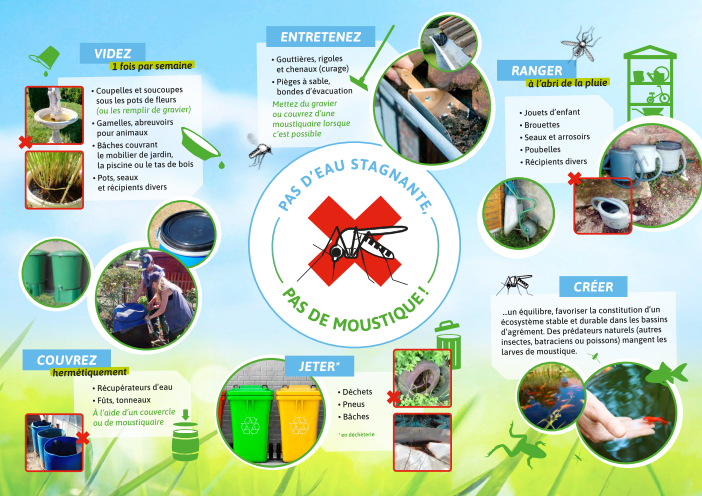 VIDEZ
1 fois par semaine
• Coupelles et soucoupes
sous les pots de fleurs
(ou les remplir de gravier)
• Gamelles, abreuvoirs
pour animaux
• Bâches couvrant
le mobilier de jardin,
la piscine ou le tas de bois
• Pots, seaux
et récipients divers
ENTRETENEZ
• Gouttières, rigoles
et chenaux (curage)
• Pièges à sable,
bondes d'évacuation
Mettez du gravier
ou couvrez d'une
moustiquaire lorsque
c'est possible
RANGER
à l'abri de la pluie
• Jouets d'enfant
• Brouettes
• Seaux et arrosoirs
• Poubelles
• Récipients divers
PAS D'EAU STAGNANTE,
PAS DE MOUSTIQUE !
COUVREZ
hermétiquement
• Récupérateurs d'eau
• Fûts, tonneaux
À l'aide d'un couvercle
ou de moustiquaire
JETER*
• Déchets
• Pneus
• Bâches
* en déchèterie
CRÉER
...un équilibre, favoriser la constitution d'un
écosystème stable et durable dans les bassins
d'agrément. Des prédateurs naturels (autres
insectes, batraciens ou poissons) mangent les
larves de moustique.